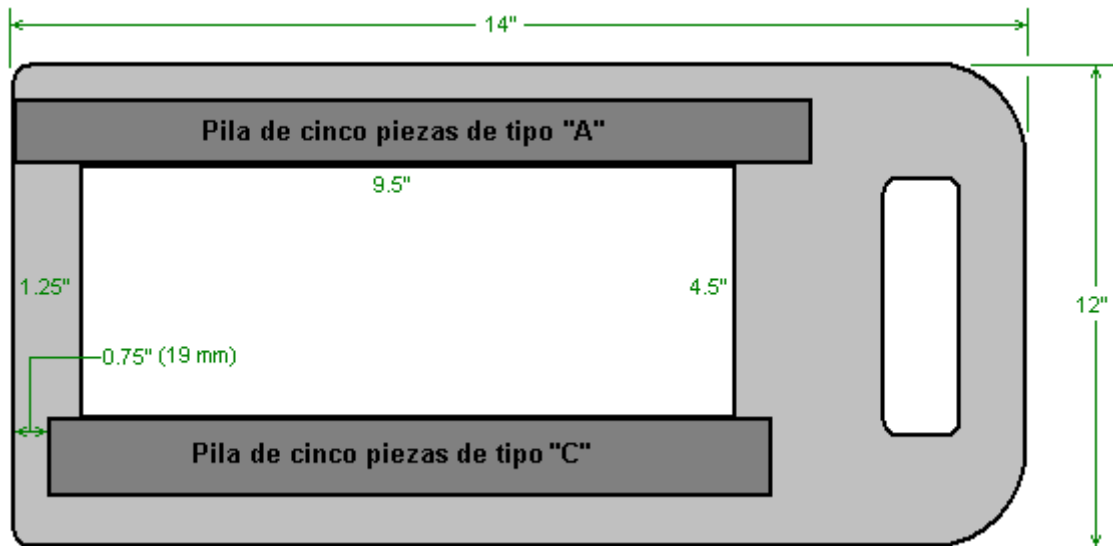 14"
Pila de cinco piezas de tipo "A"
9.5"
1.25"
4.5"
12"
0.75" (19 mm)
Pila de cinco piezas de tipo "C"